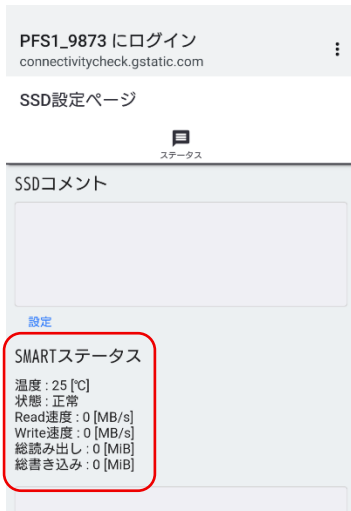 PFS1_9873 にログイン
connectivitycheck.gstatic.com
SSD設定ページ
ステータス
SSDコメント
設定
SMARTステータス
温度 : 25 [℃]
状態 : 正常
Read速度 : 0 [MB/s]
Write速度 : 0 [MB/s]
総読み出し : 0 [MiB]
総書き込み : 0 [MiB]